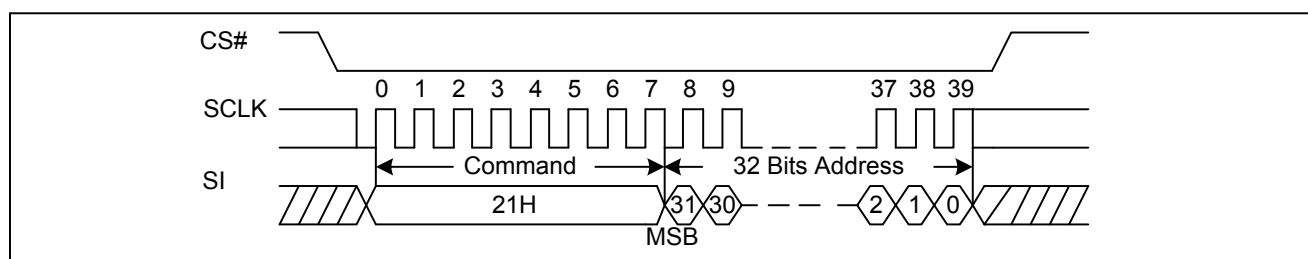 CS#
0 1 2 3 4 5 6 7 8 9 37 38 39
SCLK
Command 32 Bits Address
SI
21H 31 30 2 1 0
MSB